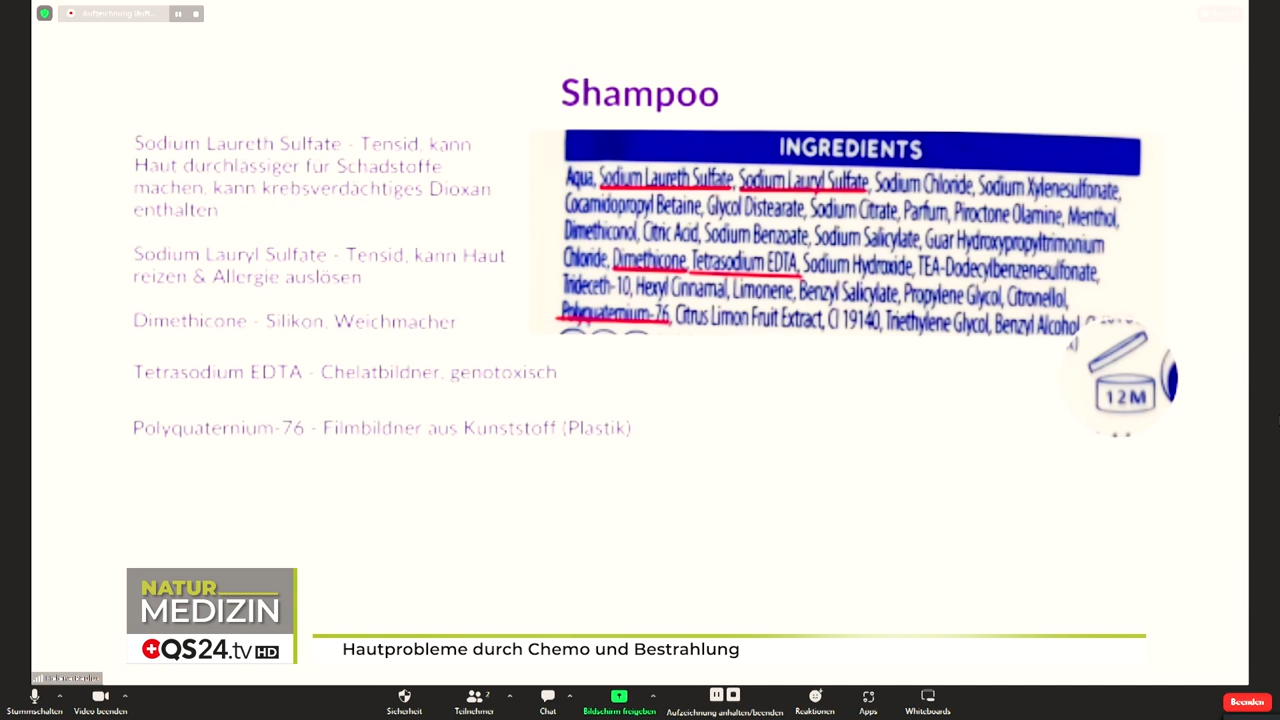 Aufzeichnung läuft...
Shampoo
Sodium Laureth Sulfate - Tensid, kann
Haut durchlässiger für Schadstoffe
machen, kann krebsverdächtiges Dioxan
enthalten
Sodium Lauryl Sulfate - Tensid, kann Haut
reizen & Allergie auslösen
Dimethicone - Silikon, Weichmacher
Tetrasodium EDTA - Chelatbildner, genotoxisch
Polyquaternium-76 - Filmbildner aus Kunststoff (Plastik)
INGREDIENTS
Aqua, Sodium Laureth Sulfate, Sodium Lauryl Sulfate, Sodium Chloride, Sodium Xylenesulfonate,
Cocamidopropyl Betaine, Glycol Distearate, Sodium Citrate, Parfum, Piroctone Olamine, Menthol,
Dimethiconol, Citric Acid, Sodium Benzoate, Sodium Salicylate, Guar Hydroxypropyltrimonium
Chloride, Dimethicone, Tetrasodium EDTA, Sodium Hydroxide, TEA-Dodecylbenzenesulfonate,
Trideceth-10, Hexyl Cinnamal, Limonene, Benzyl Salicylate, Propylene Glycol, Citronellol,
Polyquaternium-76, Citrus Limon Fruit Extract, CI 19140, Triethylene Glycol, Benzyl Alcohol
12M
NATUR
MEDIZIN
QS24.tv HD
Hautprobleme durch Chemo und Bestrahlung
Stummschalten
Video beenden
Sicherheit
Teilnehmer
2
Chat
Bildschirm freigeben
Aufzeichnung anhalten/beenden
Reaktionen
Apps
Whiteboards
Beenden